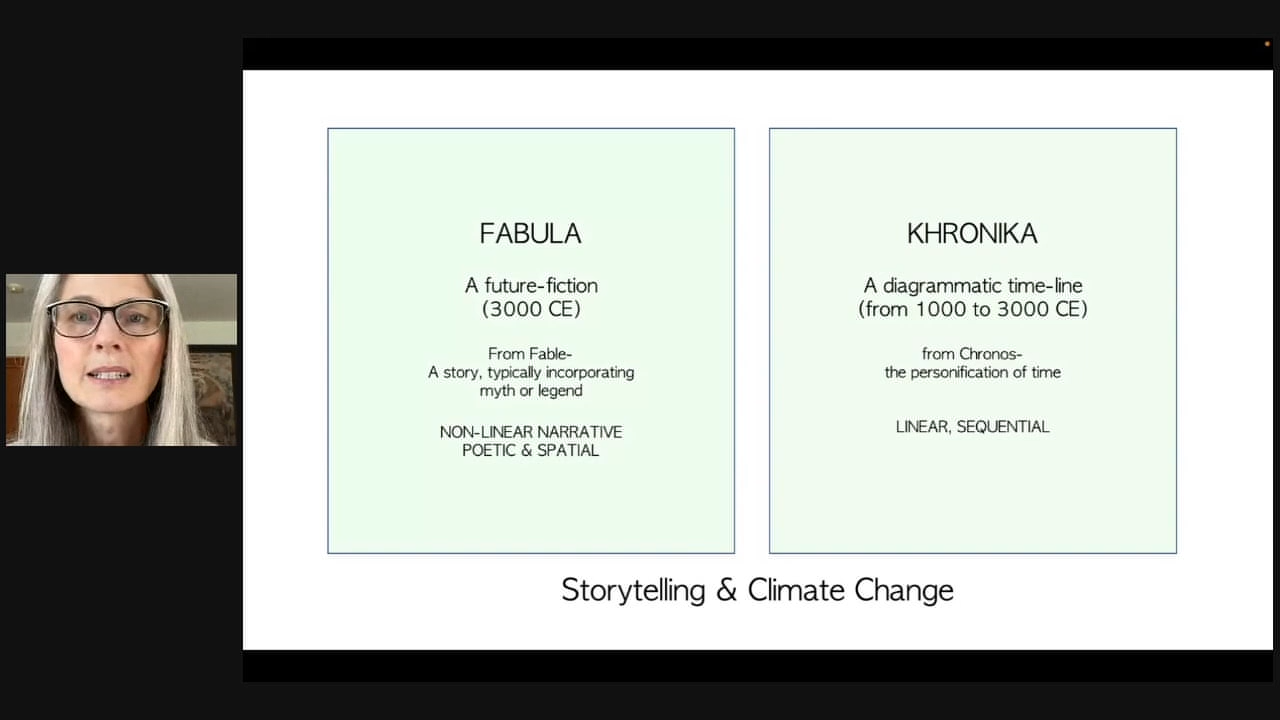 FABULA
A future-fiction
(3000 CE)
From Fable-
A story, typically incorporating
myth or legend
NON-LINEAR NARRATIVE
POETIC & SPATIAL
KHRONIKA
A diagrammatic time-line
(from 1000 to 3000 CE)
from Chronos-
the personification of time
LINEAR, SEQUENTIAL
Storytelling & Climate Change